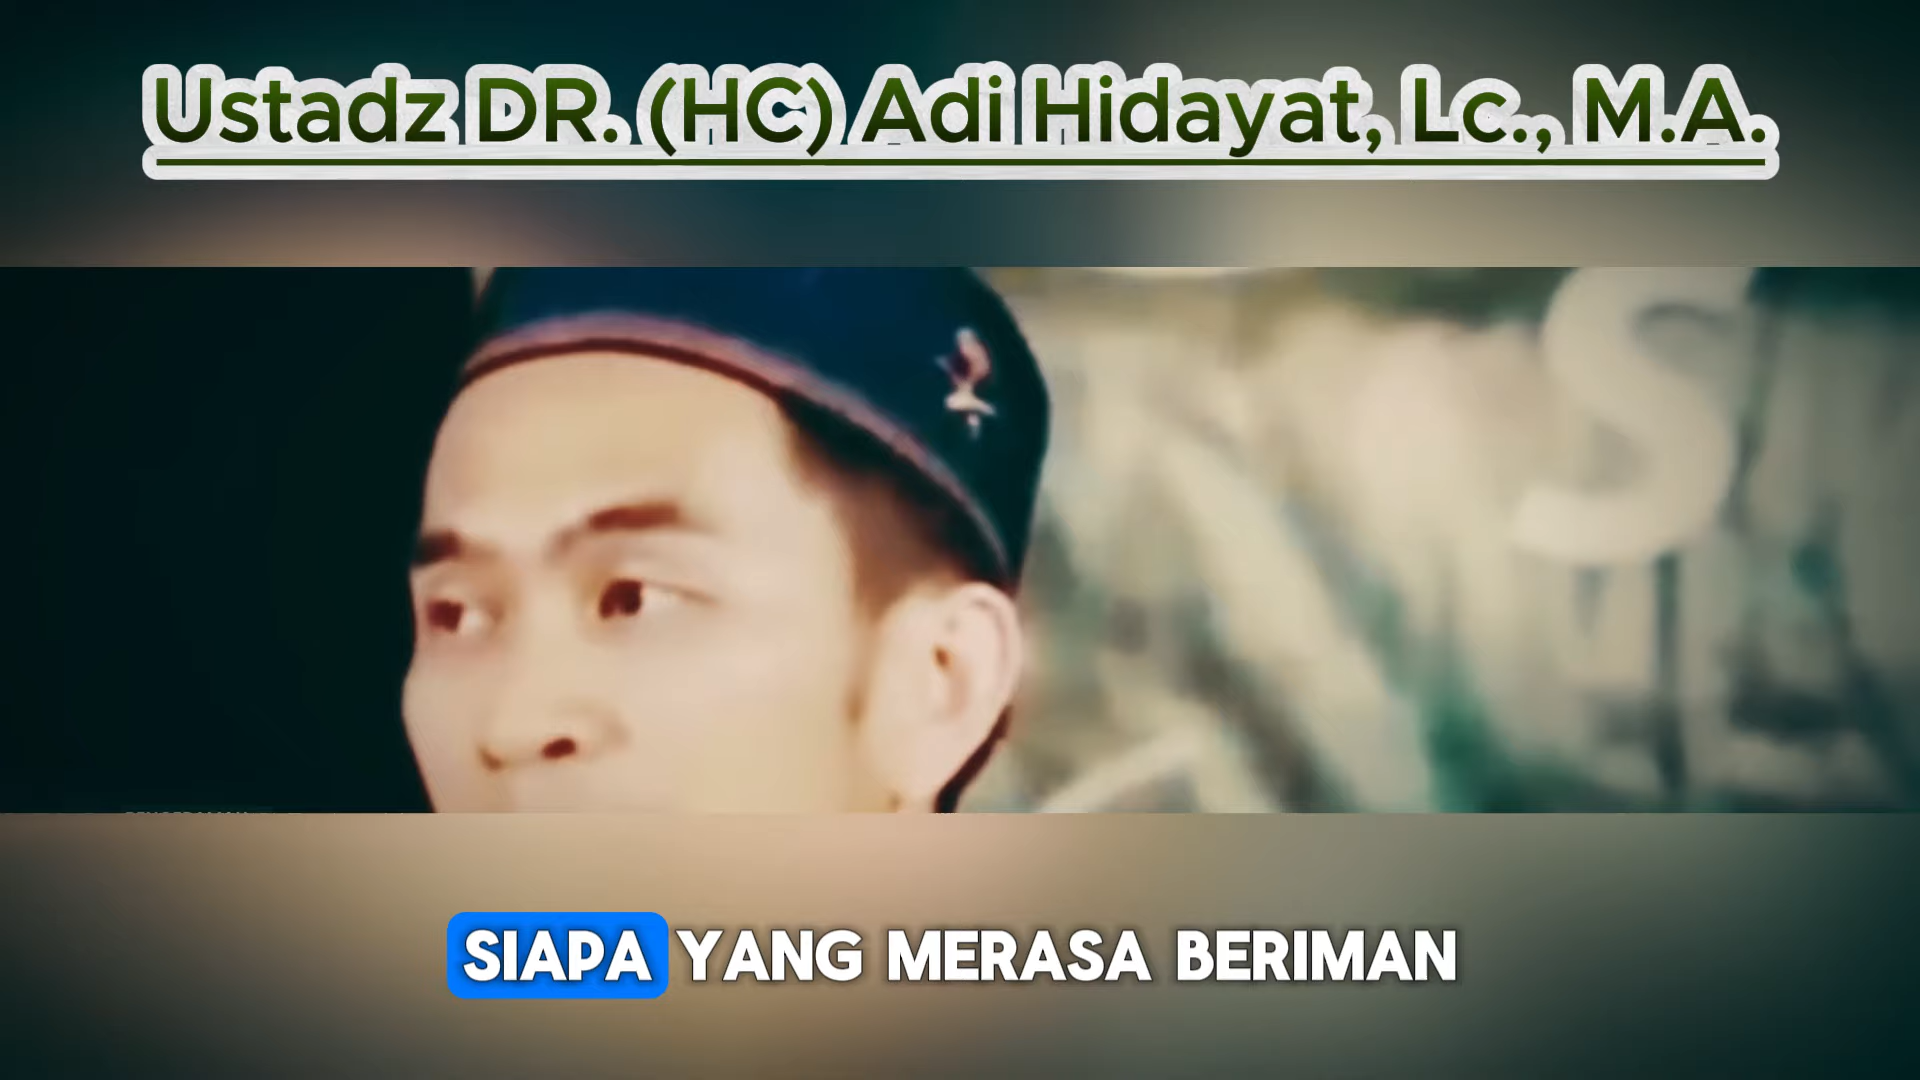 Ustadz DR. (HC) Adi Hidayat, Lc., M.A.
S
SIAPA YANG MERASA BERIMAN